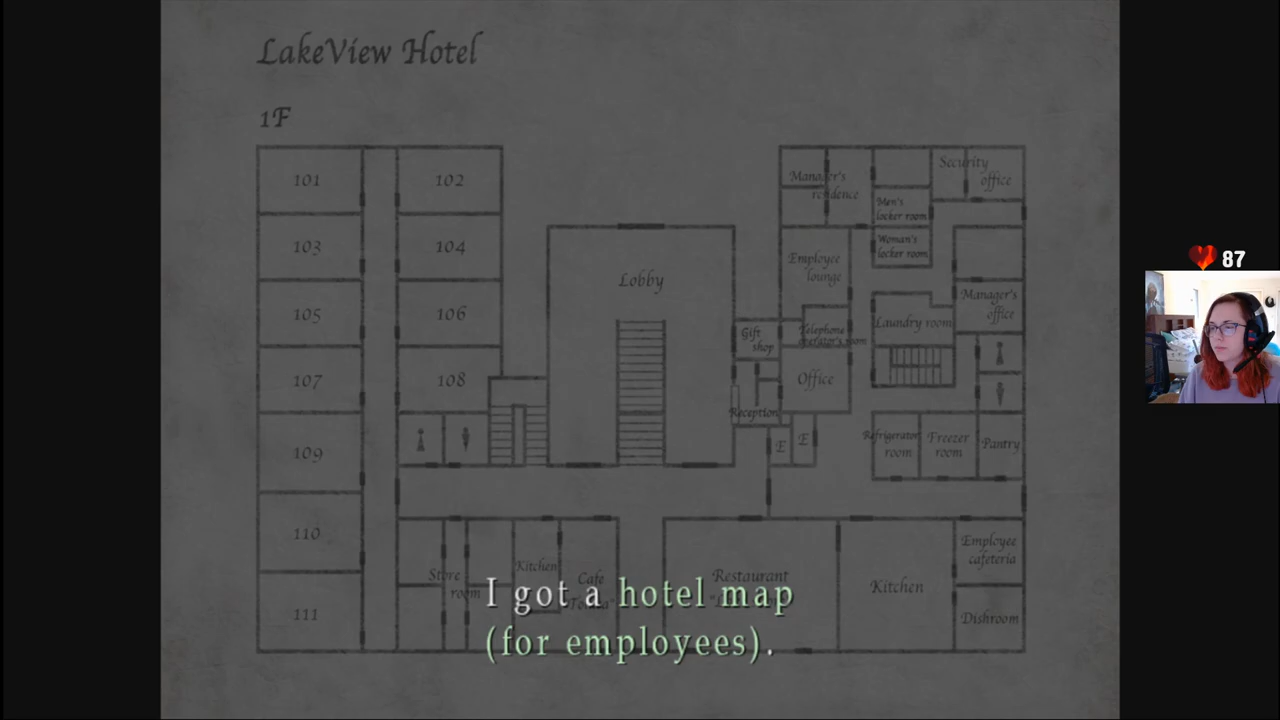 LakeView Hotel
1F
101
102
Manager's
residence
Security
office
Men's
locker room
103
104
Woman's
locker room
Employee
lounge
Lobby
105
106
Manager's
office
Laundry room
Gift
shop
Telephone
operator's room
107
108
Office
Reception
E
E
109
Refrigerator
room
Freezer
room
Pantry
110
Employee
cafeteria
Store
room
Kitchen
Cafe
Restaurant
Kitchen
111
Dishroom
I got a hotel map
(for employees).
87